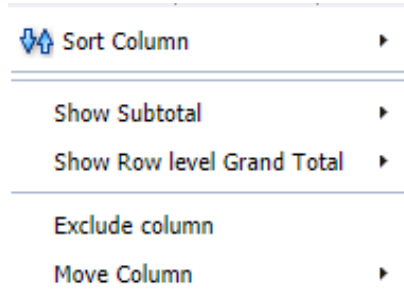 Sort Column
Show Subtotal
Show Row level Grand Total
Exclude column
Move Column